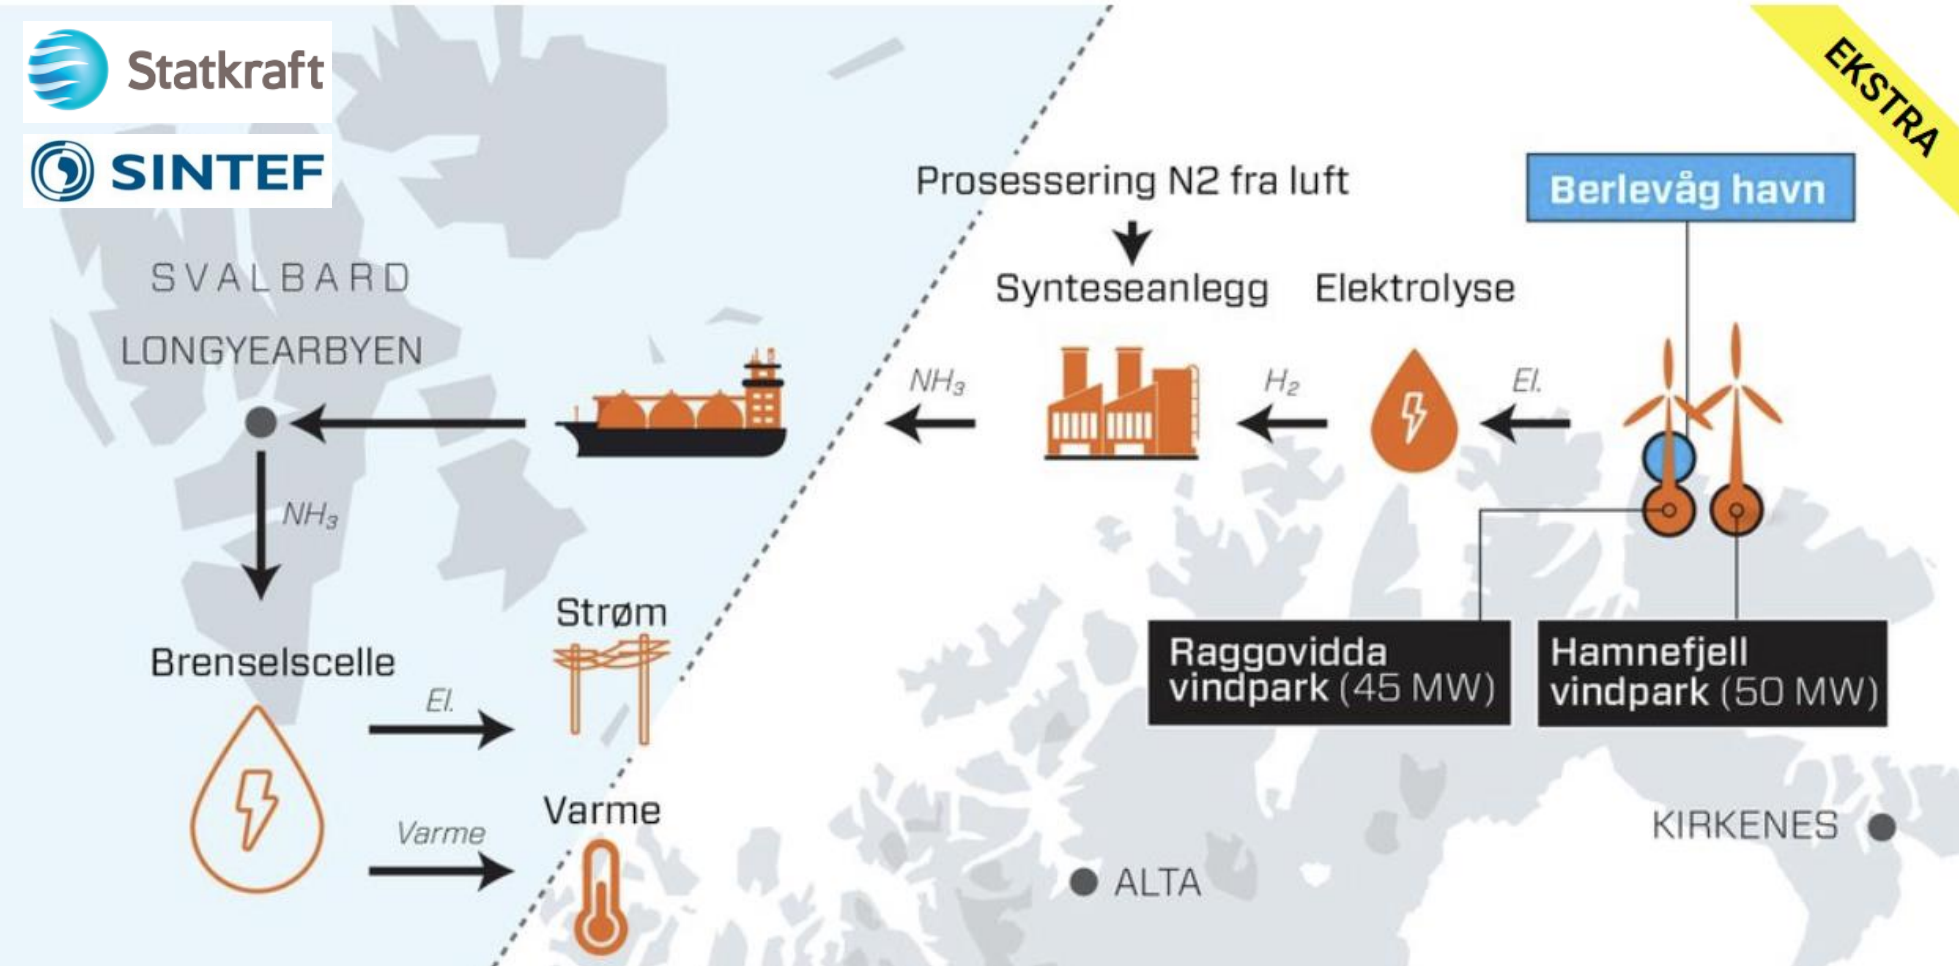 Statkraft
SINTEF
EKSTRA
SVALBARD
LONGYEARBYEN
Prosessering N2 fra luft
Synteseanlegg
Elektrolyse
Berlevåg havn
NH₃
H₂
El.
NH₃
Brenselscelle
El.
Strøm
Varme
Varme
Raggovidda
vindpark (45 MW)
Hamnefjell
vindpark (50 MW)
KIRKENES
ALTA